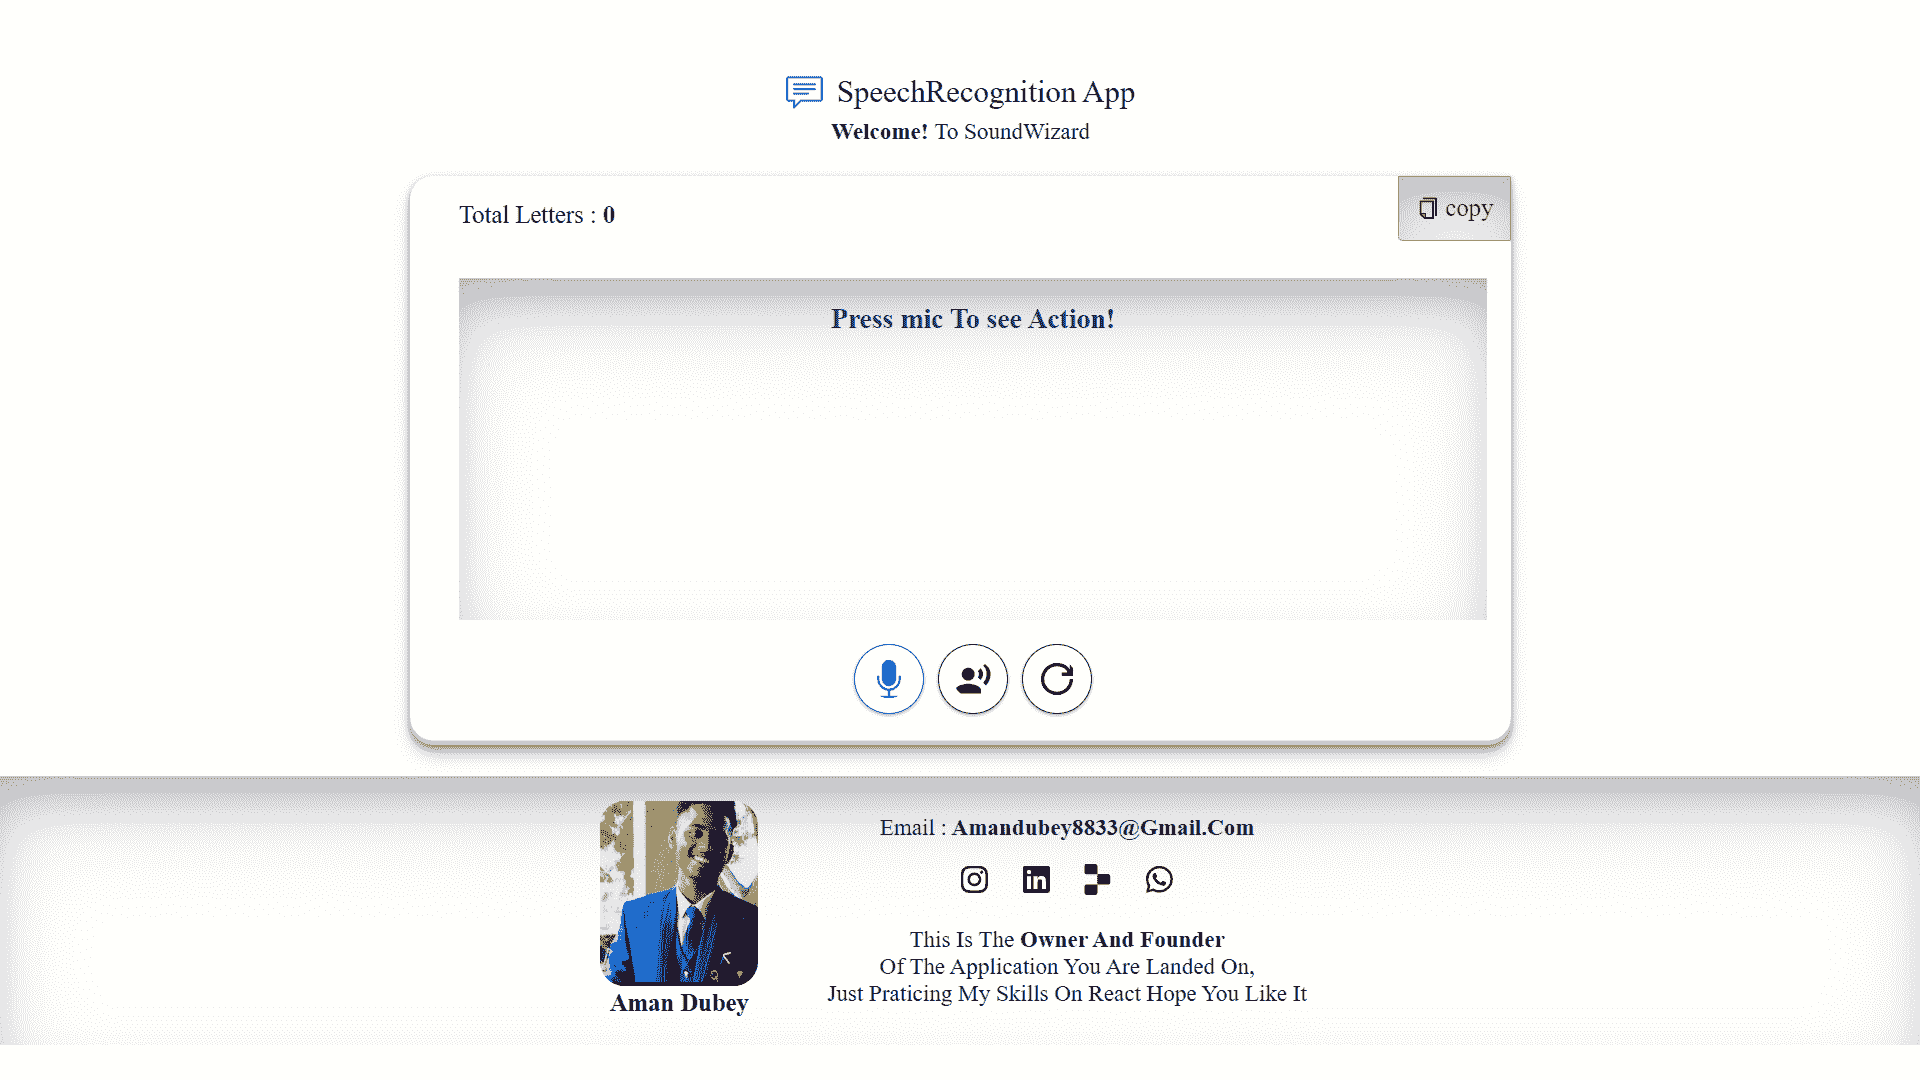 SpeechRecognition App
Welcome! To SoundWizard
Total Letters : 0
copy
Press mic To see Action!
Email : Amandubey8833@Gmail.Com
This Is The Owner And Founder
Of The Application You Are Landed On,
Just Praticing My Skills On React Hope You Like It
Aman Dubey